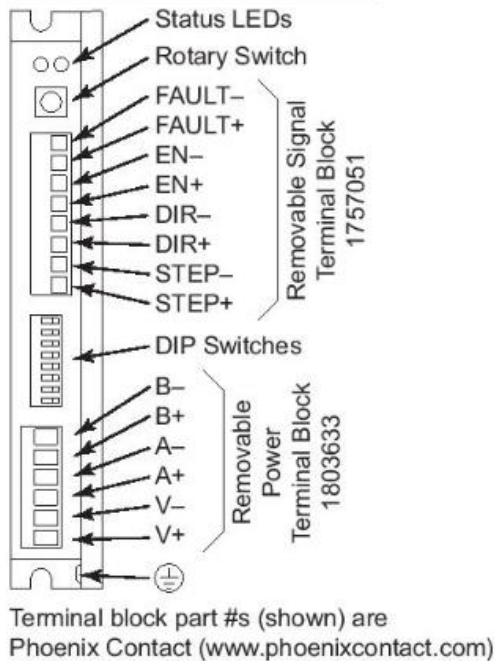 Status LEDs
Rotary Switch
FAULT–
FAULT+
EN–
EN+
DIR–
DIR+
STEP–
STEP+
Removable Signal
Terminal Block
1757051
DIP Switches
B–
B+
A–
A+
V–
V+
Removable
Power
Terminal Block
1803633
Terminal block part #s (shown) are
Phoenix Contact (www.phoenixcontact.com)